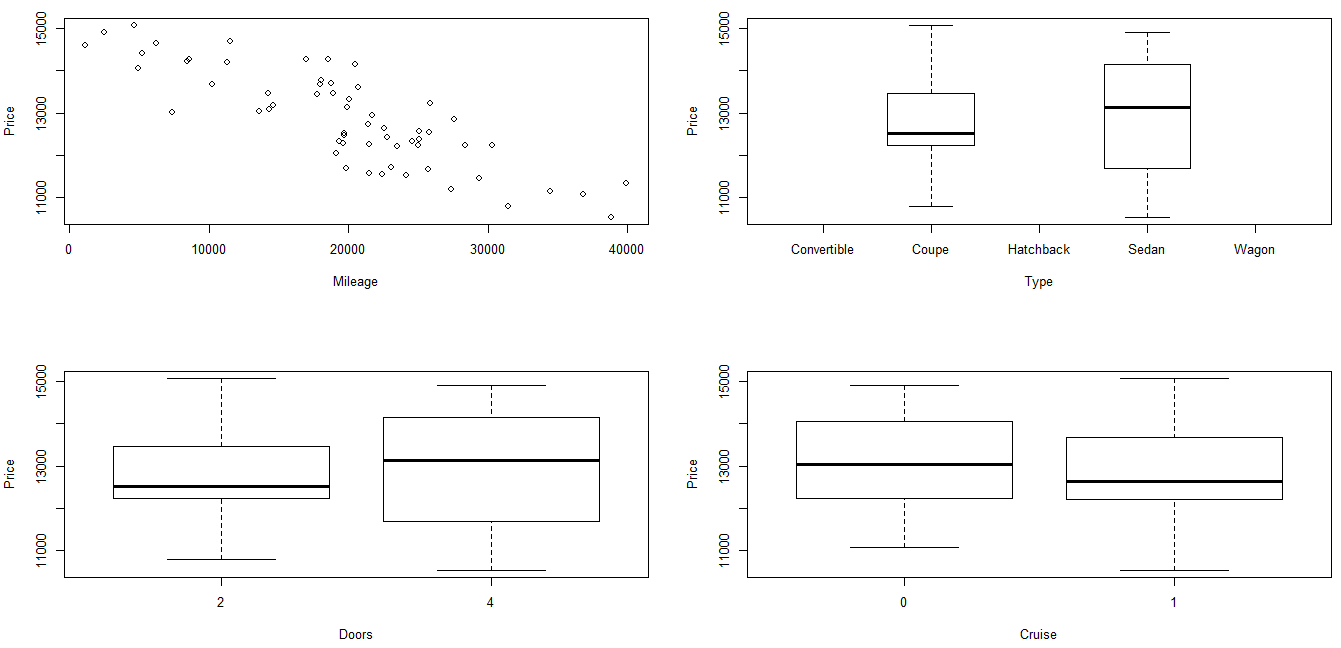 15000
13000
11000
Price
0 10000 20000 30000 40000
Mileage
15000
13000
11000
Price
Convertible Coupe Hatchback Sedan Wagon
Type
15000
13000
11000
Price
2 4
Doors
15000
13000
11000
Price
0 1
Cruise